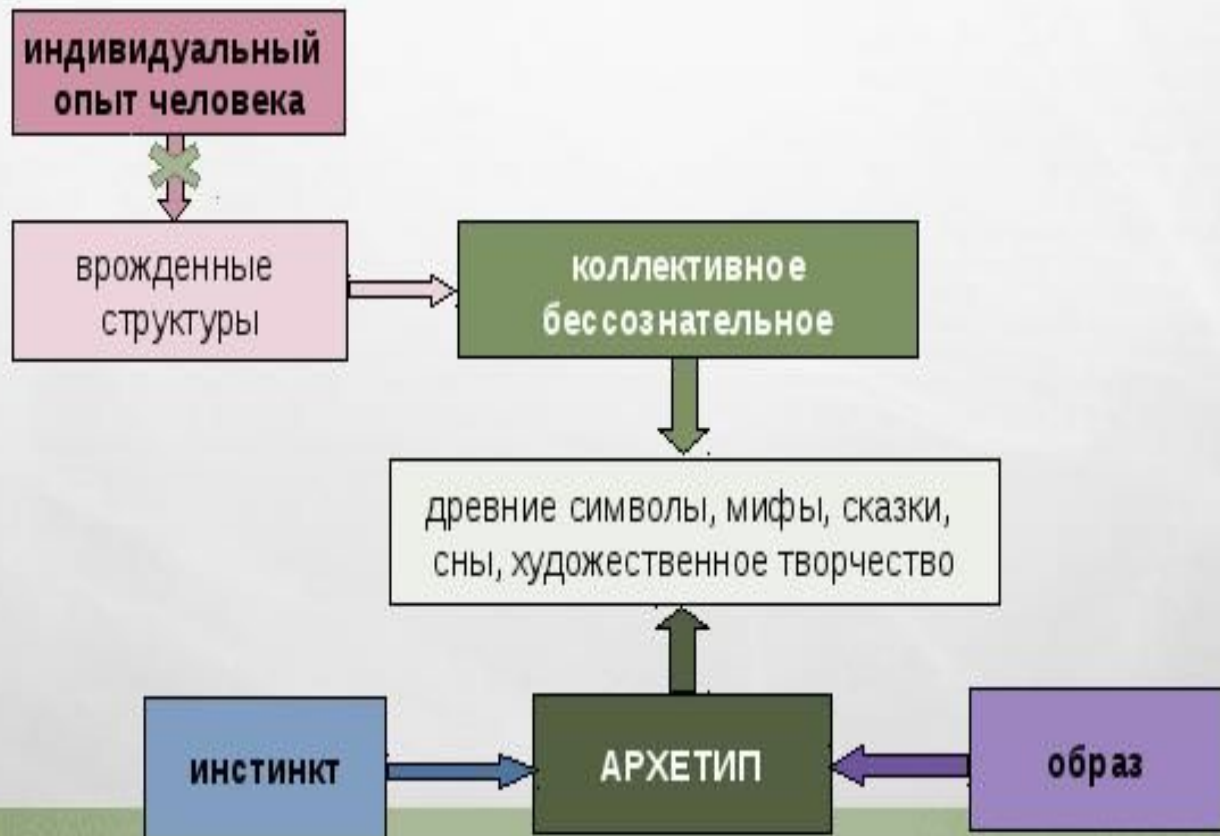 индивидуальный
опыт человека
врожденные
структуры
коллективное
бессознательное
древние символы, мифы, сказки,
сны, художественное творчество
инстинкт
АРХЕТИП
образ